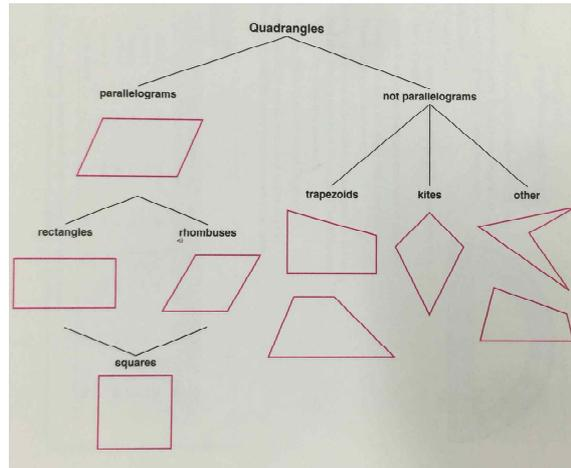 Quadrangles
parallelograms
not parallelograms
trapezoids
kites
other
rectangles
rhombuses
squares